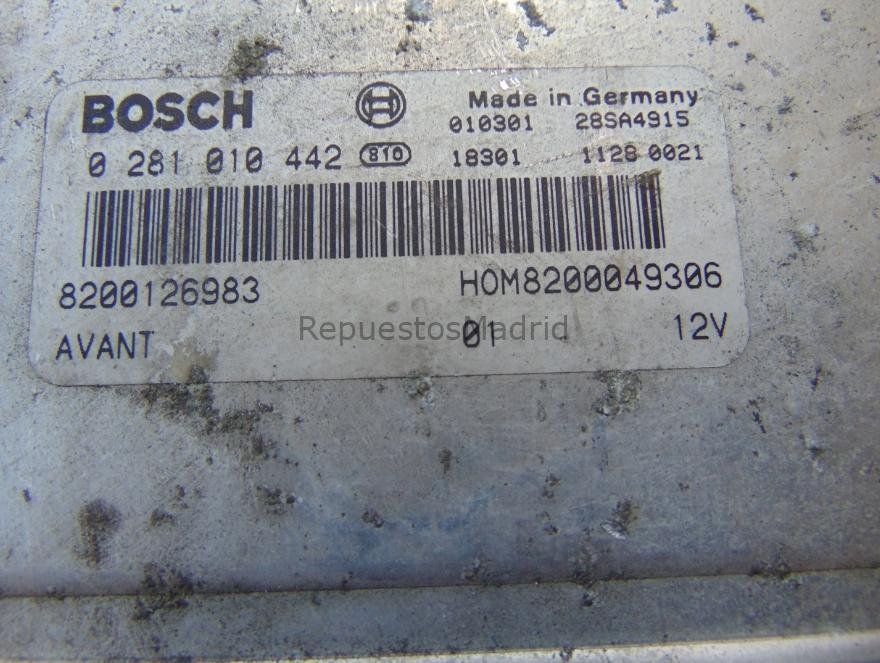 BOSCH Made in Germany
010301 28SA4915
0 281 010 442 810 18301 1128 0021
8200126983 HOM8200049306
AVANT 01 12V
RepuestosMadrid